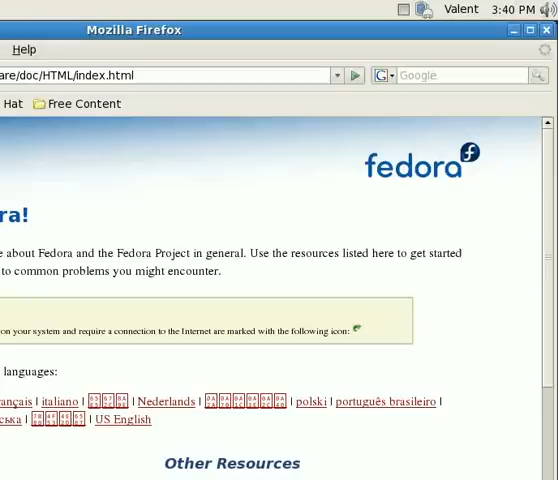 Valent 3:40 PM
Mozilla Firefox
Help
are/doc/HTML/index.html Google
Hat Free Content
fedora
ra!
e about Fedora and the Fedora Project in general. Use the resources listed here to get started
to common problems you might encounter.
on your system and require a connection to the Internet are marked with the following icon:
languages:
ançais | italiano | | Nederlands | | polski | português brasileiro |
ська | | US English
Other Resources